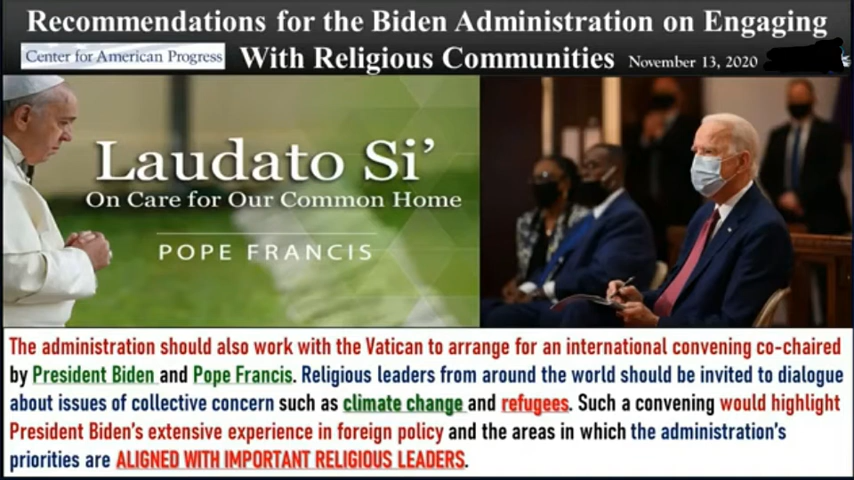 Recommendations for the Biden Administration on Engaging
Center for American Progress With Religious Communities November 13, 2020
Laudato Si'
On Care for Our Common Home
POPE FRANCIS
The administration should also work with the Vatican to arrange for an international convening co-chaired
by President Biden and Pope Francis. Religious leaders from around the world should be invited to dialogue
about issues of collective concern such as climate change and refugees. Such a convening would highlight
President Biden's extensive experience in foreign policy and the areas in which the administration's
priorities are ALIGNED WITH IMPORTANT RELIGIOUS LEADERS.